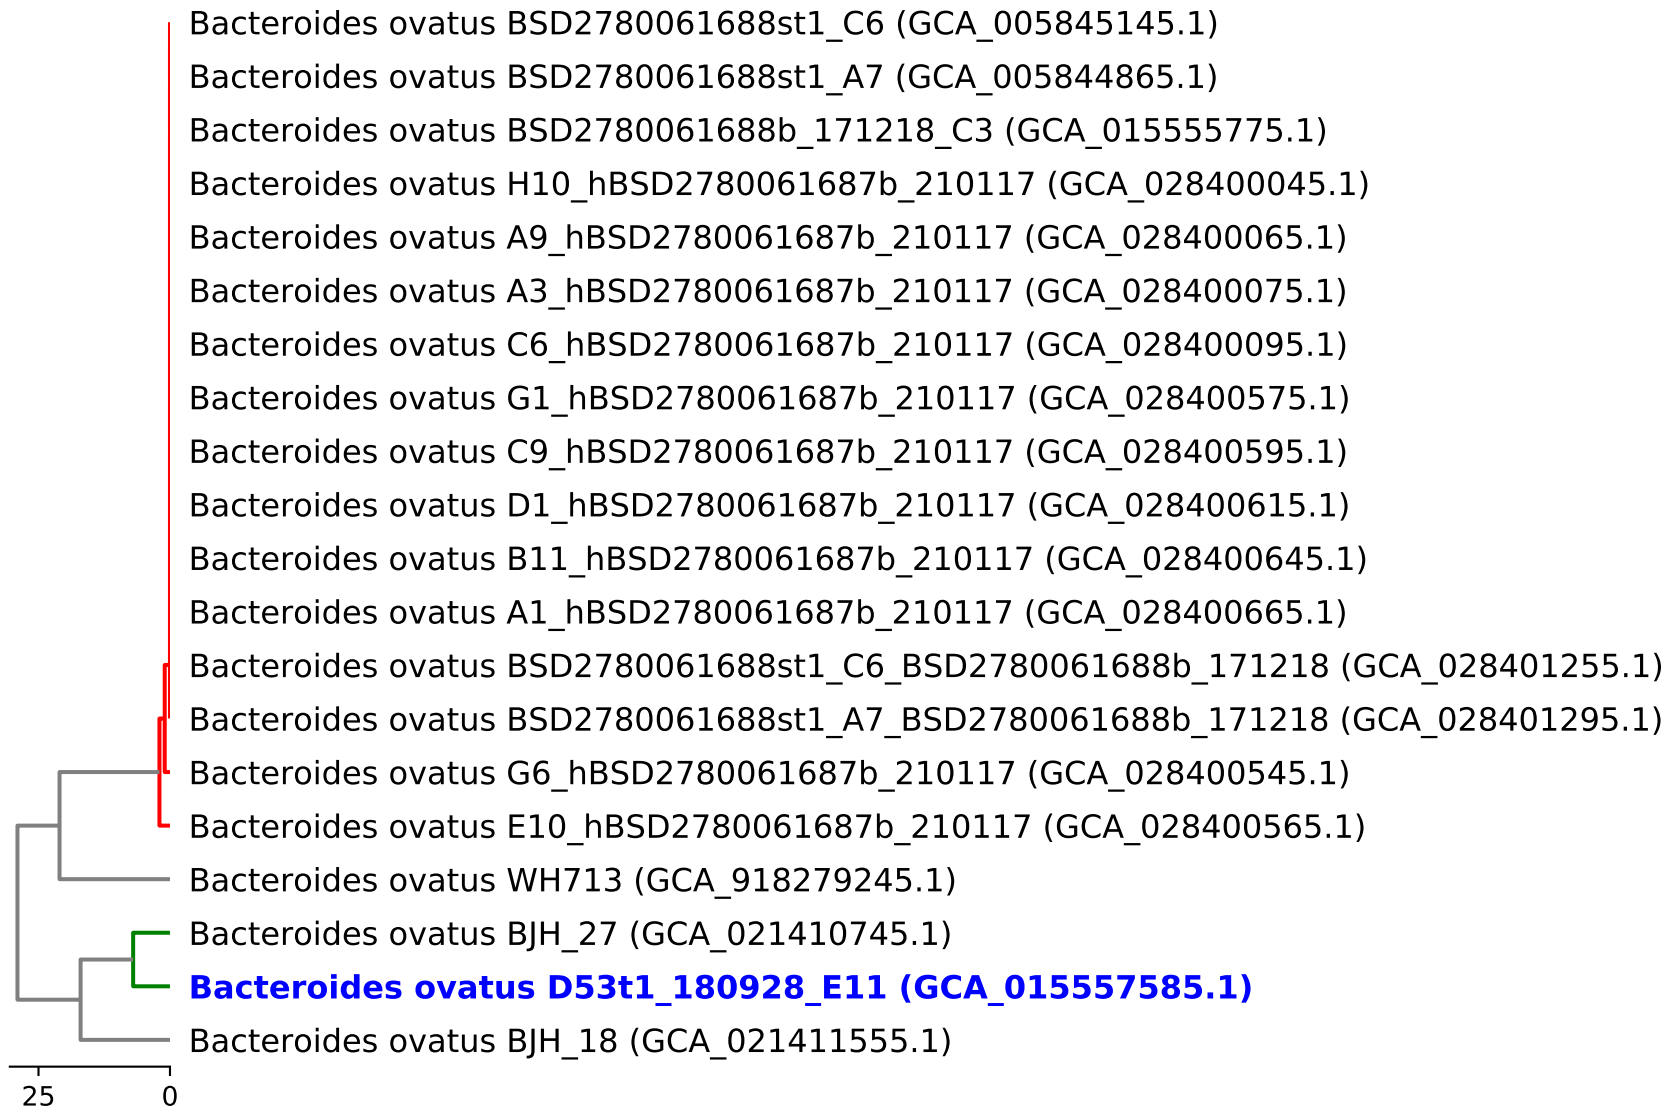 Bacteroides ovatus BSD2780061688st1_C6 (GCA_005845145.1)
Bacteroides ovatus BSD2780061688st1_A7 (GCA_005844865.1)
Bacteroides ovatus BSD2780061688b_171218_C3 (GCA_015555775.1)
Bacteroides ovatus H10_hBSD2780061687b_210117 (GCA_028400045.1)
Bacteroides ovatus A9_hBSD2780061687b_210117 (GCA_028400065.1)
Bacteroides ovatus A3_hBSD2780061687b_210117 (GCA_028400075.1)
Bacteroides ovatus C6_hBSD2780061687b_210117 (GCA_028400095.1)
Bacteroides ovatus G1_hBSD2780061687b_210117 (GCA_028400575.1)
Bacteroides ovatus C9_hBSD2780061687b_210117 (GCA_028400595.1)
Bacteroides ovatus D1_hBSD2780061687b_210117 (GCA_028400615.1)
Bacteroides ovatus B11_hBSD2780061687b_210117 (GCA_028400645.1)
Bacteroides ovatus A1_hBSD2780061687b_210117 (GCA_028400665.1)
Bacteroides ovatus BSD2780061688st1_C6_BSD2780061688b_171218 (GCA_028401255.1)
Bacteroides ovatus BSD2780061688st1_A7_BSD2780061688b_171218 (GCA_028401295.1)
Bacteroides ovatus G6_hBSD2780061687b_210117 (GCA_028400545.1)
Bacteroides ovatus E10_hBSD2780061687b_210117 (GCA_028400565.1)
Bacteroides ovatus WH713 (GCA_918279245.1)
Bacteroides ovatus BJH_27 (GCA_021410745.1)
Bacteroides ovatus D53t1_180928_E11 (GCA_015557585.1)
Bacteroides ovatus BJH_18 (GCA_021411555.1)
25 0